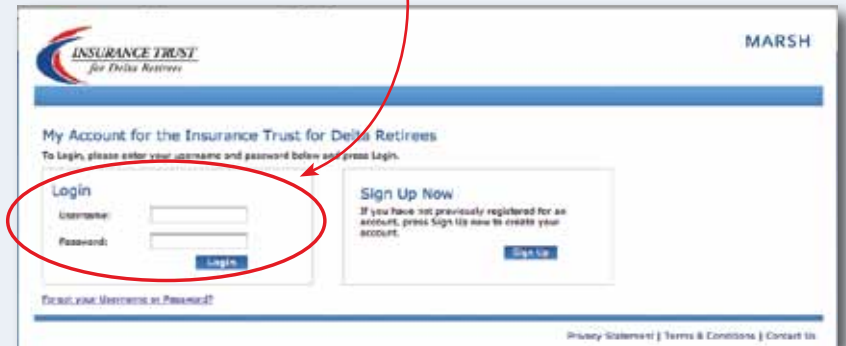 INSURANCE TRUST
for Delta Retirees
MARSH
My Account for the Insurance Trust for Delta Retirees
To Login, please enter your username and password below and press Login.
Login
Username:
Password:
Login
Forgot your Username or Password?
Sign Up Now
If you have not previously registered for an
account, press Sign Up now to create your
account.
Sign Up
Privacy Statement | Terms & Conditions | Contact Us